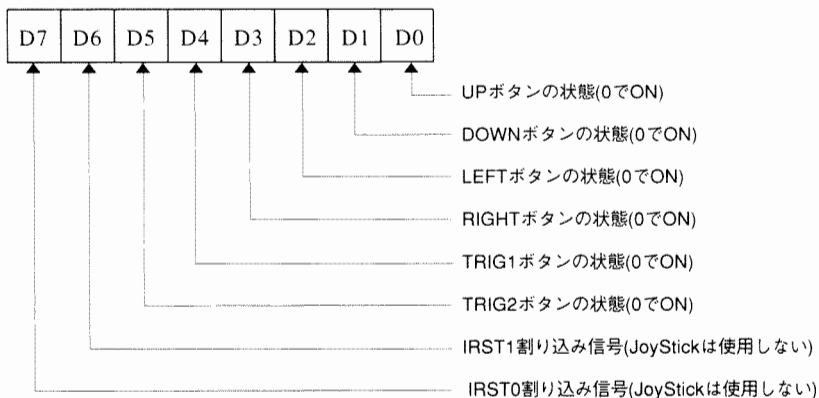 D7 D6 D5 D4 D3 D2 D1 D0
UPボタンの状態(0でON)
DOWNボタンの状態(0でON)
LEFTボタンの状態(0でON)
RIGHTボタンの状態(0でON)
TRIG1ボタンの状態(0でON)
TRIG2ボタンの状態(0でON)
IRST1割り込み信号(JoyStickは使用しない)
IRST0割り込み信号(JoyStickは使用しない)